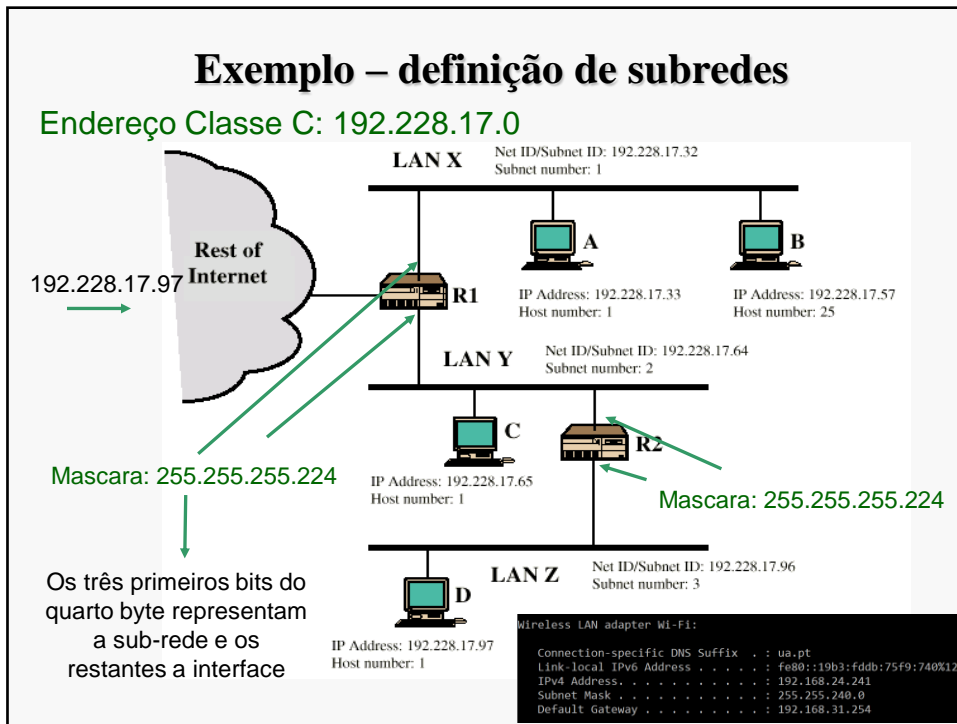 Exemplo – definição de subredes
Endereço Classe C: 192.228.17.0
LAN X
Net ID/Subnet ID: 192.228.17.32
Subnet number: 1
Rest of
Internet
192.228.17.97
R1
A
B
IP Address: 192.228.17.33
Host number: 1
IP Address: 192.228.17.57
Host number: 25
LAN Y
Net ID/Subnet ID: 192.228.17.64
Subnet number: 2
C
R2
Mascara: 255.255.255.224
IP Address: 192.228.17.65
Host number: 1
Mascara: 255.255.255.224
LAN Z
Net ID/Subnet ID: 192.228.17.96
Subnet number: 3
Os três primeiros bits do
quarto byte representam
a sub-rede e os
restantes a interface
D
IP Address: 192.228.17.97
Host number: 1
Wireless LAN adapter Wi-Fi:
Connection-specific DNS Suffix . : ua.pt
Link-local IPv6 Address . . . . . : fe80::19b3:fddb:75f9:740%12
IPv4 Address. . . . . . . . . . . : 192.168.24.241
Subnet Mask . . . . . . . . . . . : 255.255.240.0
Default Gateway . . . . . . . . . : 192.168.31.254